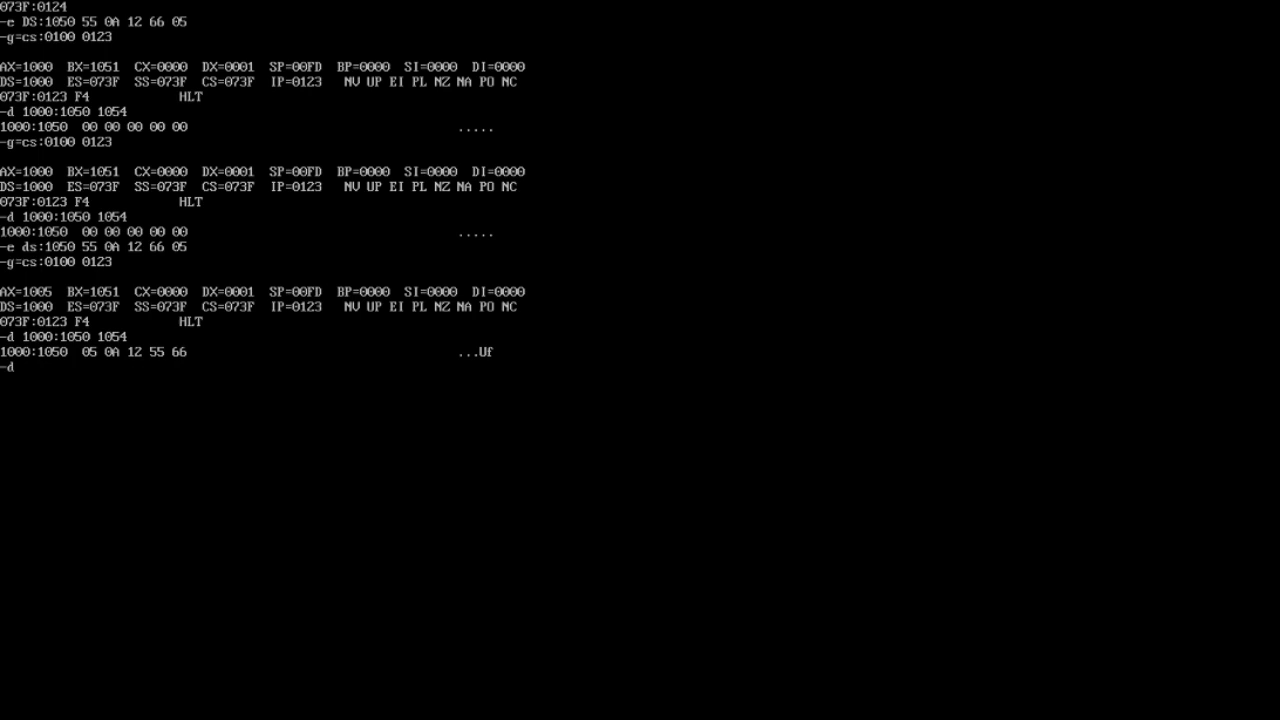 073F:0124
-e DS:1050 55 0A 12 66 05
-g=cs:0100 0123
AX=1000 BX=1051 CX=0000 DX=0001 SP=00FD BP=0000 SI=0000 DI=0000
DS=1000 ES=073F SS=073F CS=073F IP=0123 NV UP EI PL NZ NA PO NC
073F:0123 F4 HLT
-d 1000:1050 1054
1000:1050 00 00 00 00 00 .....
-g=cs:0100 0123
AX=1000 BX=1051 CX=0000 DX=0001 SP=00FD BP=0000 SI=0000 DI=0000
DS=1000 ES=073F SS=073F CS=073F IP=0123 NV UP EI PL NZ NA PO NC
073F:0123 F4 HLT
-d 1000:1050 1054
1000:1050 00 00 00 00 00 .....
-e ds:1050 55 0A 12 66 05
-g=cs:0100 0123
AX=1005 BX=1051 CX=0000 DX=0001 SP=00FD BP=0000 SI=0000 DI=0000
DS=1000 ES=073F SS=073F CS=073F IP=0123 NV UP EI PL NZ NA PO NC
073F:0123 F4 HLT
-d 1000:1050 1054
1000:1050 05 0A 12 55 66 ...Uf
-d